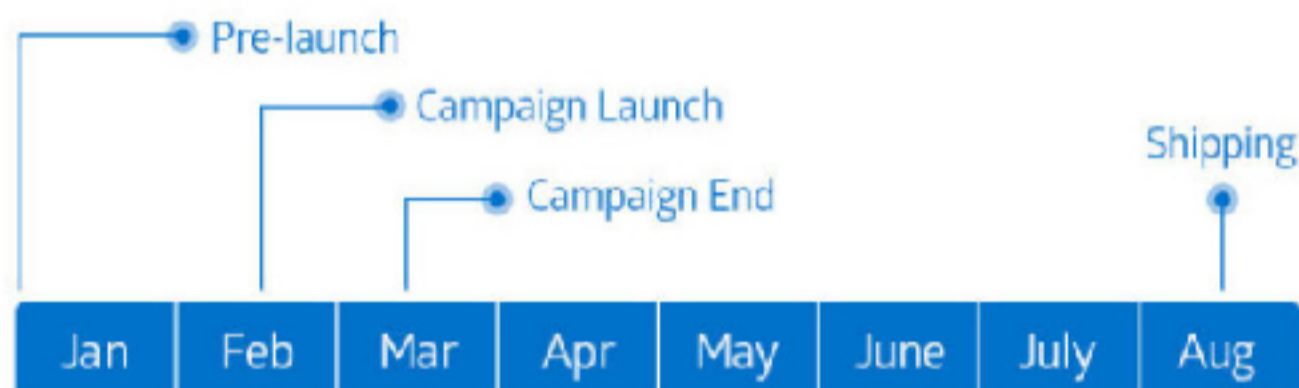 Pre-launch
Campaign Launch
Shipping
Campaign End
Jan Feb Mar Apr May June July Aug